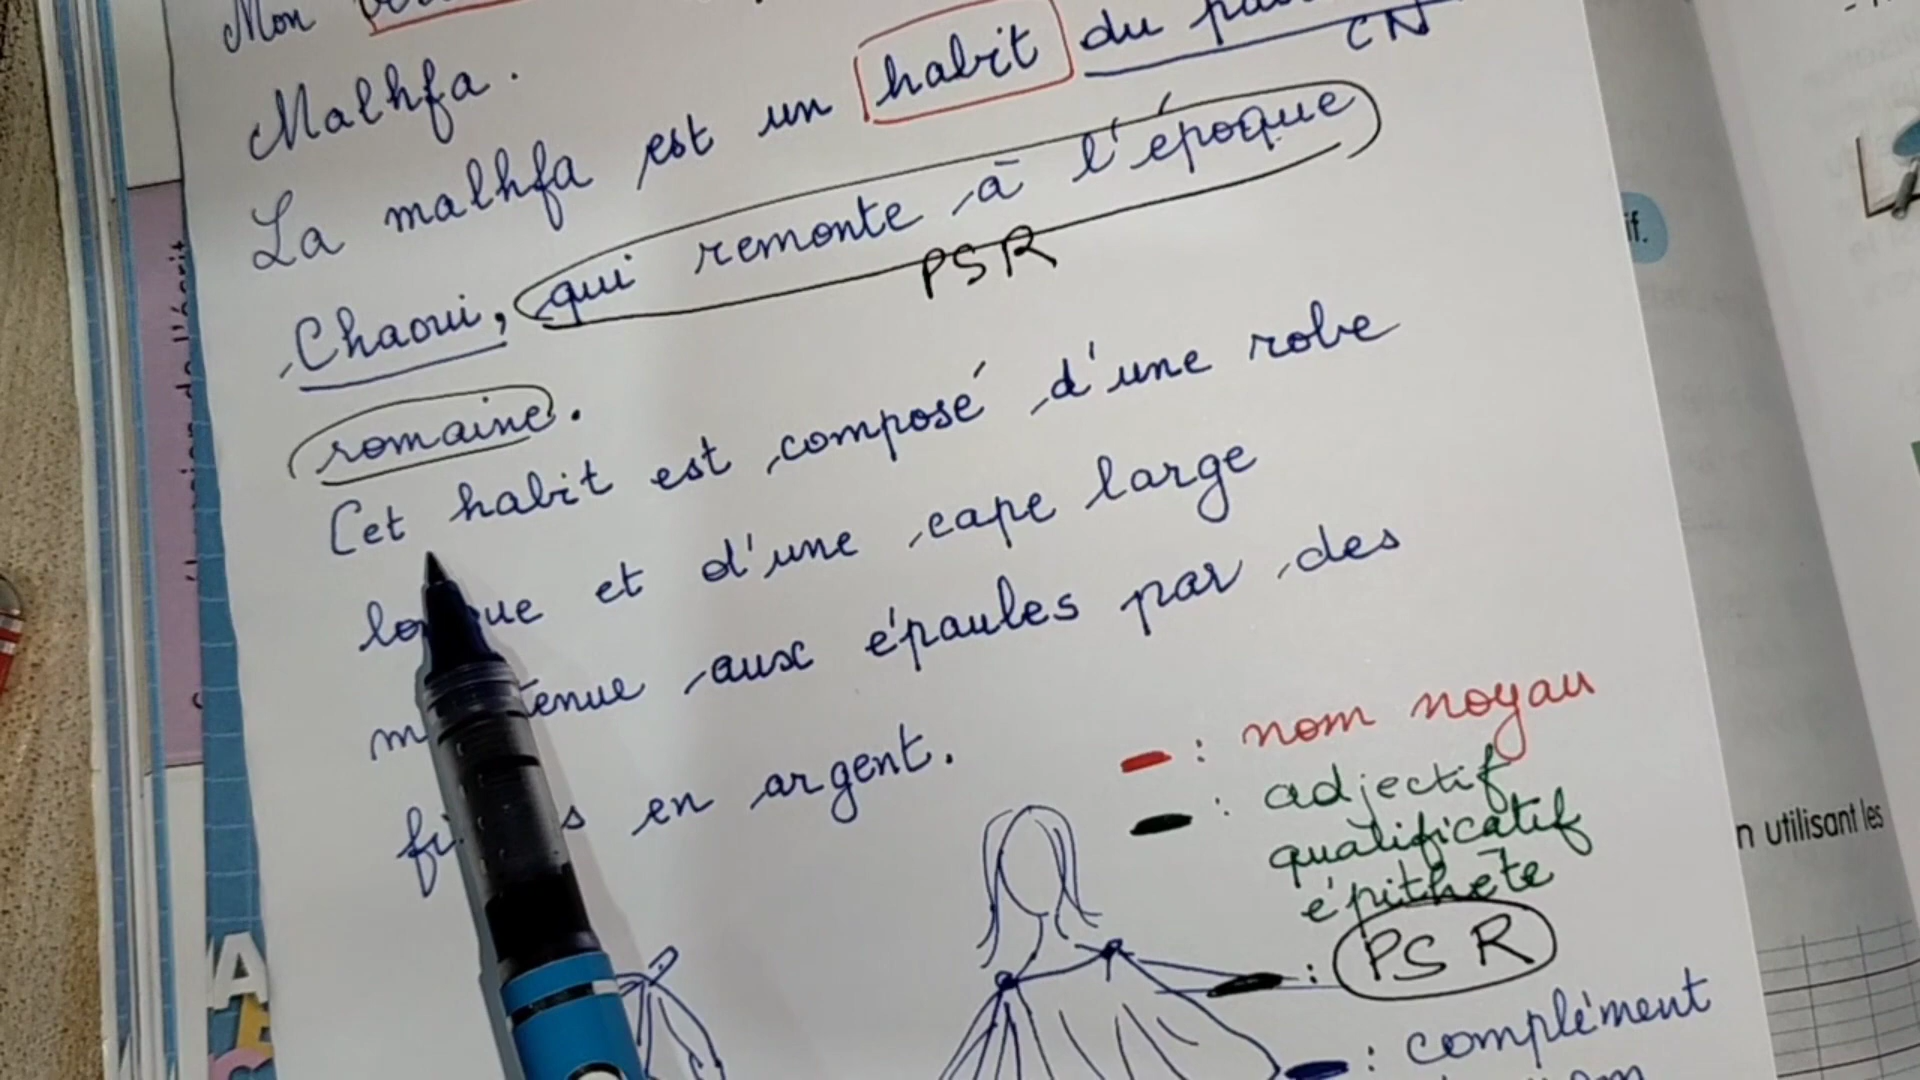 Mon
Malhfa.
La malhfa est un habit du
CN
Chaoui, qui remonte à l'époque
PSR
romaine.
Cet habit est composé d'une robe
et d'une cape large
aux épaules par des
en argent.
: nom noyau
: adjectif
qualificatif
épithète
: PSR
: complément
if.
n utilisant les